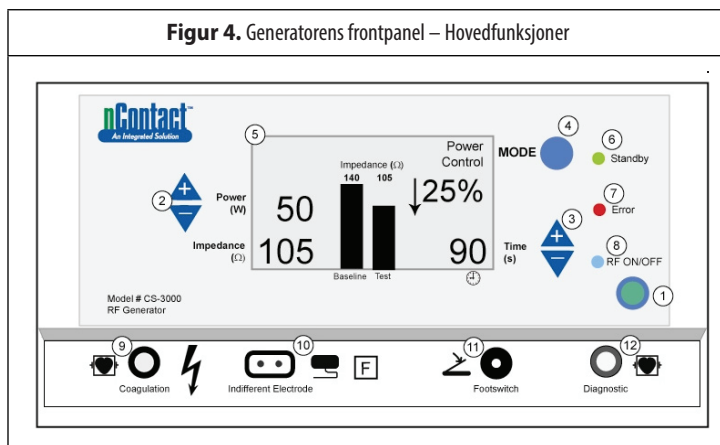 Figur 4. Generatorens frontpanel – Hovedfunksjoner
nContact™
An Integrated Solution
5
4
6
Impedance (Ω)
Power
Control
MODE
Standby
140 105
2
Power
(W)
50
25%
7
Error
3
Impedance
(Ω)
105
90
Time
(s)
8
RF ON/OFF
Baseline Test
1
Model # CS-3000
RF Generator
9
10
11
12
F
Coagulation
Indifferent Electrode
Footswitch
Diagnostic